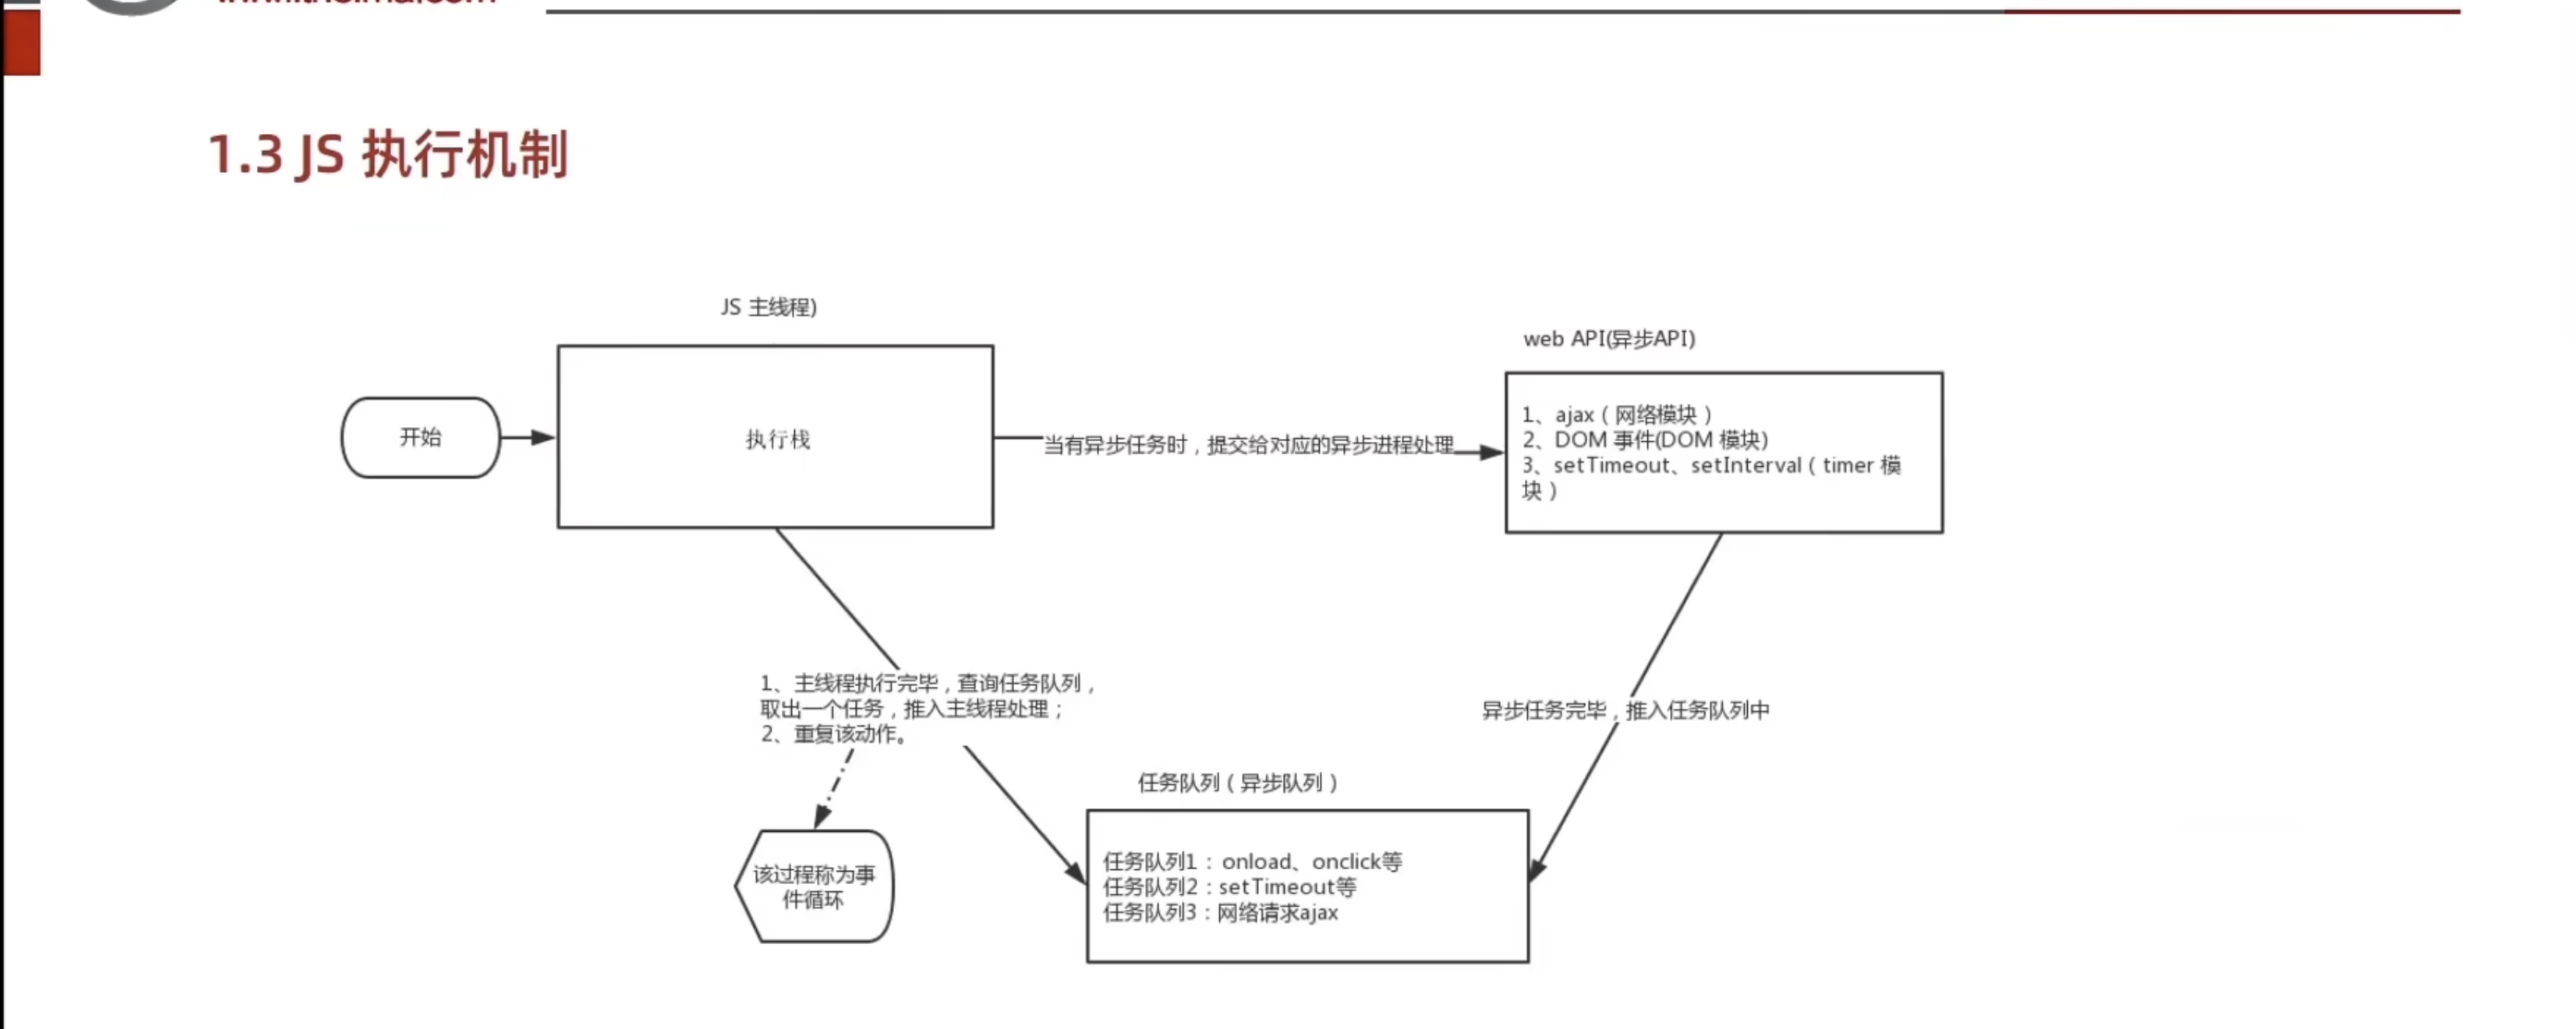 1.3 JS 执行机制
JS 主线程)
web API(异步API)
开始
执行栈
当有异步任务时，提交给对应的异步进程处理
1、ajax（网络模块）
2、DOM 事件(DOM 模块)
3、setTimeout、setInterval（timer 模
块）
1、主线程执行完毕，查询任务队列，
取出一个任务，推入主线程处理；
2、重复该动作。
异步任务完毕，推入任务队列中
任务队列（异步队列）
该过程称为事
件循环
任务队列1：onload、onclick等
任务队列2：setTimeout等
任务队列3：网络请求ajax